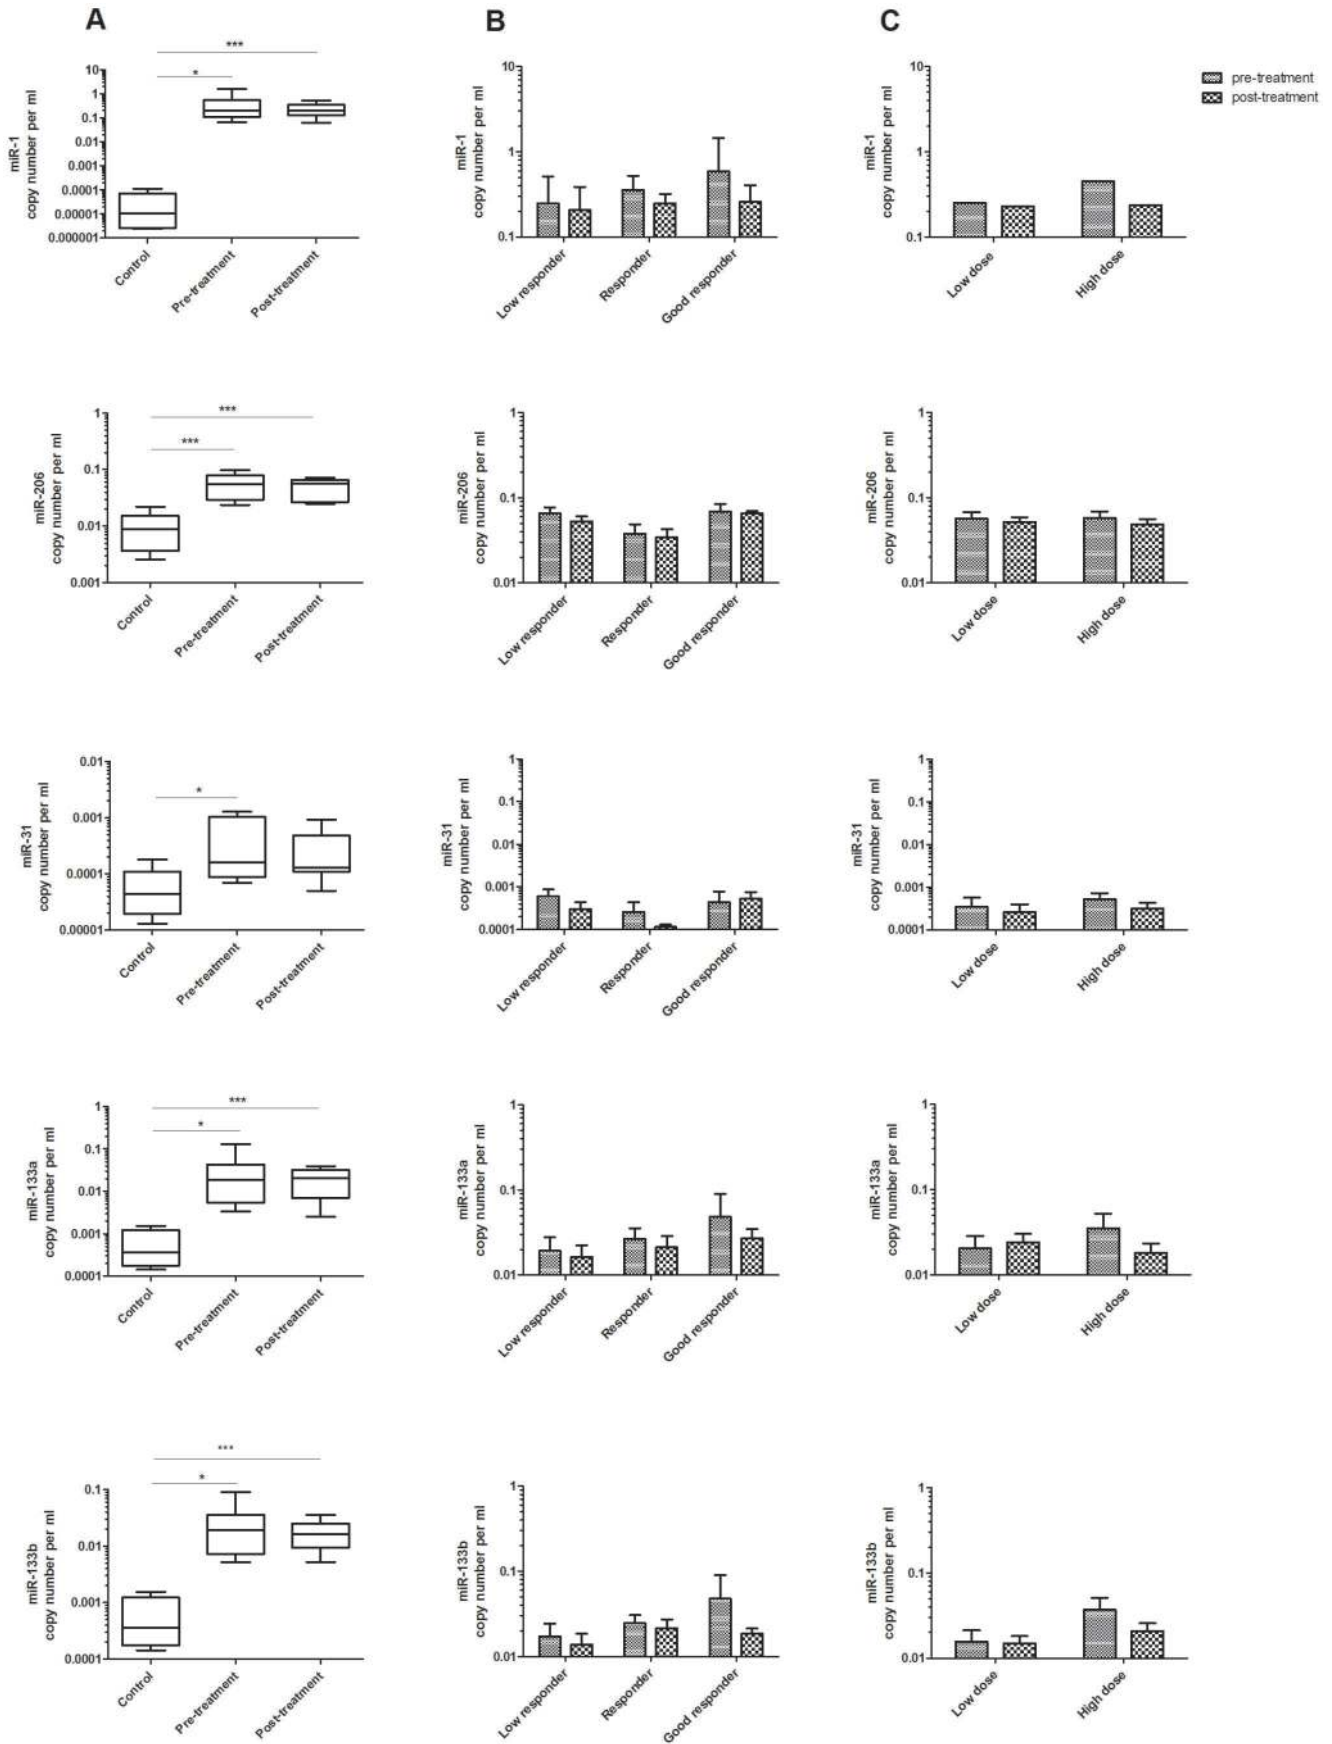 A
B
C
pre-treatment
post-treatment
***
*
miR-1
copy number per ml
10
1
0.1
0.01
0.001
0.0001
0.00001
0.000001
Control
Pre-treatment
Post-treatment
miR-1
copy number per ml
10
1
0.1
Low responder
Responder
Good responder
miR-1
copy number per ml
10
1
0.1
Low dose
High dose
***
***
miR-206
copy number per ml
1
0.1
0.01
0.001
Control
Pre-treatment
Post-treatment
miR-206
copy number per ml
1
0.1
0.01
Low responder
Responder
Good responder
miR-206
copy number per ml
1
0.1
0.01
Low dose
High dose
*
miR-31
copy number per ml
0.01
0.001
0.0001
0.00001
Control
Pre-treatment
Post-treatment
miR-31
copy number per ml
1
0.1
0.01
0.001
0.0001
Low responder
Responder
Good responder
miR-31
copy number per ml
1
0.1
0.01
0.001
0.0001
Low dose
High dose
***
*
miR-133a
copy number per ml
1
0.1
0.01
0.001
0.0001
Control
Pre-treatment
Post-treatment
miR-133a
copy number per ml
1
0.1
0.01
Low responder
Responder
Good responder
miR-133a
copy number per ml
1
0.1
0.01
Low dose
High dose
***
*
miR-133b
copy number per ml
0.1
0.01
0.001
0.0001
Control
Pre-treatment
Post-treatment
miR-133b
copy number per ml
1
0.1
0.01
Low responder
Responder
Good responder
miR-133b
copy number per ml
1
0.1
0.01
Low dose
High dose